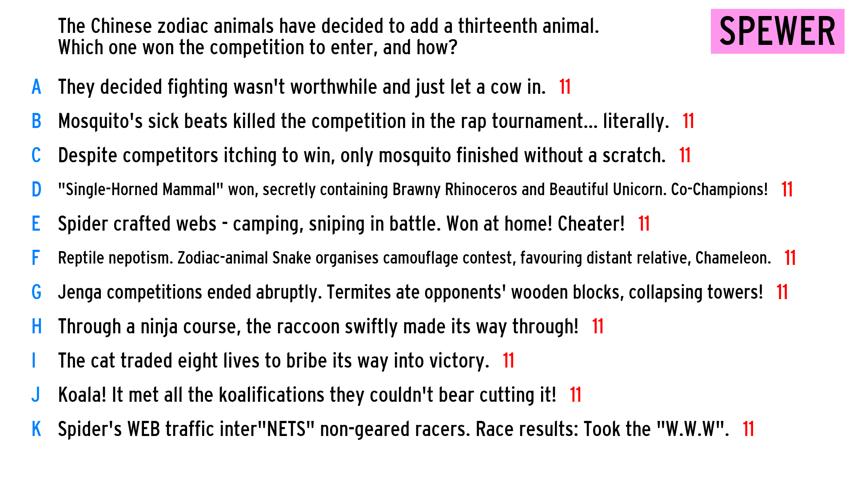 The Chinese zodiac animals have decided to add a thirteenth animal.
Which one won the competition to enter, and how?
SPEWER
A They decided fighting wasn't worthwhile and just let a cow in. 11
B Mosquito's sick beats killed the competition in the rap tournament... literally. 11
C Despite competitors itching to win, only mosquito finished without a scratch. 11
D "Single-Horned Mammal" won, secretly containing Brawny Rhinoceros and Beautiful Unicorn. Co-Champions! 11
E Spider crafted webs - camping, sniping in battle. Won at home! Cheater! 11
F Reptile nepotism. Zodiac-animal Snake organises camouflage contest, favouring distant relative, Chameleon. 11
G Jenga competitions ended abruptly. Termites ate opponents' wooden blocks, collapsing towers! 11
H Through a ninja course, the raccoon swiftly made its way through! 11
I The cat traded eight lives to bribe its way into victory. 11
J Koala! It met all the koalifications they couldn't bear cutting it! 11
K Spider's WEB traffic inter"NETS" non-geared racers. Race results: Took the "W.W.W". 11